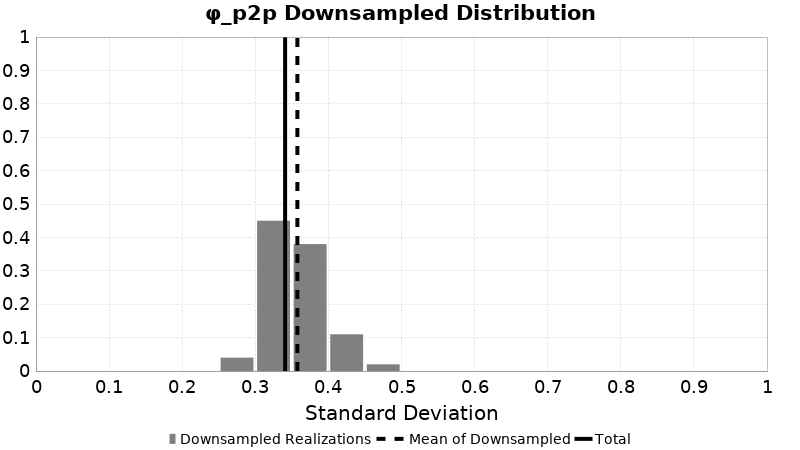 φ_p2p Downsampled Distribution
1
0.9
0.8
0.7
0.6
0.5
0.4
0.3
0.2
0.1
0
0 0.1 0.2 0.3 0.4 0.5 0.6 0.7 0.8 0.9 1
Standard Deviation
Downsampled Realizations Mean of Downsampled Total